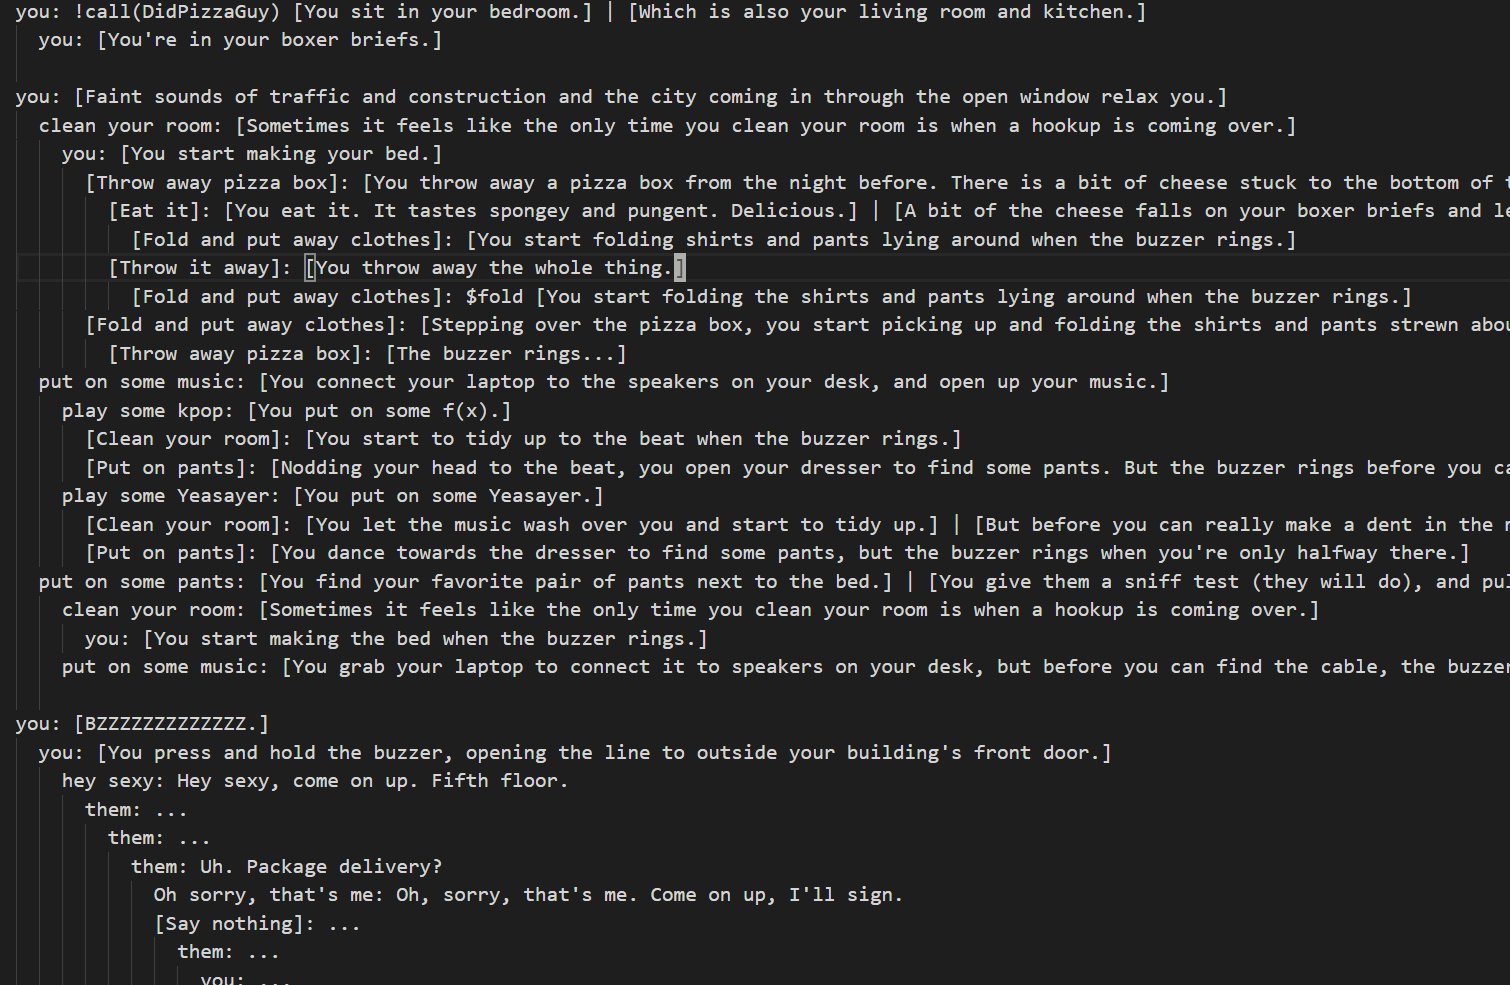 you: !call(DidPizzaGuy) [You sit in your bedroom.] | [Which is also your living room and kitchen.]
you: [You're in your boxer briefs.]
you: [Faint sounds of traffic and construction and the city coming in through the open window relax you.]
clean your room: [Sometimes it feels like the only time you clean your room is when a hookup is coming over.]
you: [You start making your bed.]
[Throw away pizza box]: [You throw away a pizza box from the night before. There is a bit of cheese stuck to the bottom of
[Eat it]: [You eat it. It tastes spongey and pungent. Delicious.] | [A bit of the cheese falls on your boxer briefs and
[Fold and put away clothes]: [You start folding shirts and pants lying around when the buzzer rings.]
[Throw it away]: [You throw away the whole thing.]
[Fold and put away clothes]: $fold [You start folding the shirts and pants lying around when the buzzer rings.]
[Fold and put away clothes]: [Stepping over the pizza box, you start picking up and folding the shirts and pants strewn
[Throw away pizza box]: [The buzzer rings...]
put on some music: [You connect your laptop to the speakers on your desk, and open up your music.]
play some kpop: [You put on some f(x).]
[Clean your room]: [You start to tidy up to the beat when the buzzer rings.]
[Put on pants]: [Nodding your head to the beat, you open your dresser to find some pants. But the buzzer rings before you
play some Yeasayer: [You put on some Yeasayer.]
[Clean your room]: [You let the music wash over you and start to tidy up.] | [But before you can really make a dent in the
[Put on pants]: [You dance towards the dresser to find some pants, but the buzzer rings when you're only halfway there.]
put on some pants: [You find your favorite pair of pants next to the bed.] | [You give them a sniff test (they will do), and
clean your room: [Sometimes it feels like the only time you clean your room is when a hookup is coming over.]
you: [You start making the bed when the buzzer rings.]
put on some music: [You grab your laptop to connect it to speakers on your desk, but before you can find the cable, the buzzer
you: [BZZZZZZZZZZZZZ.]
you: [You press and hold the buzzer, opening the line to outside your building's front door.]
hey sexy: Hey sexy, come on up. Fifth floor.
them: ...
them: ...
them: Uh. Package delivery?
Oh sorry, that's me: Oh, sorry, that's me. Come on up, I'll sign.
[Say nothing]: ...
them: ...
you: ...